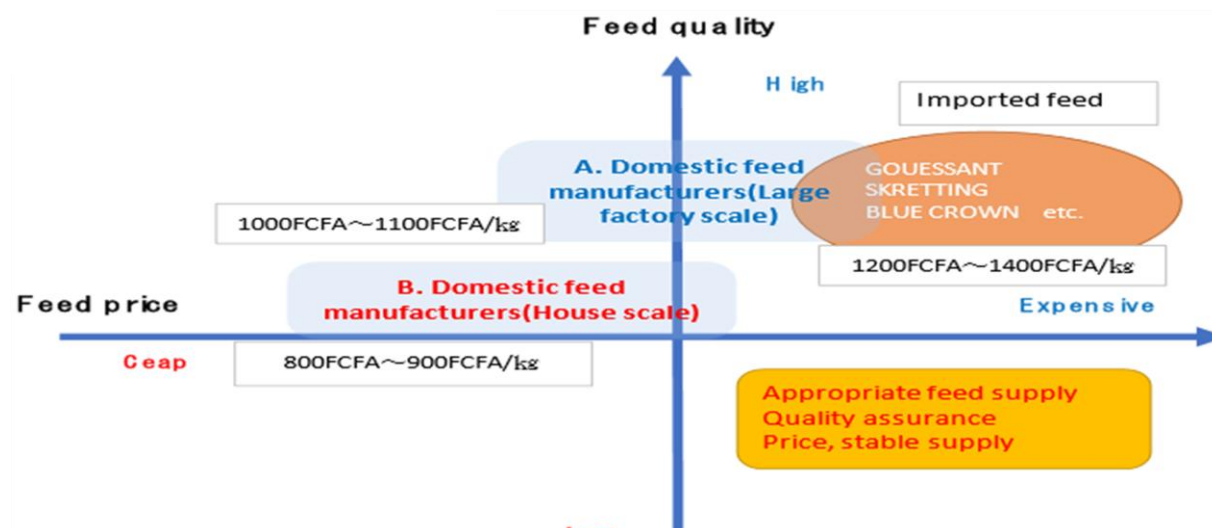 Feed quality
High
Imported feed
A. Domestic feed
manufacturers(Large
factory scale)
GOUESSANT
SKRETTING
BLUE CROWN etc.
1000FCFA～1100FCFA/kg
1200FCFA～1400FCFA/kg
B. Domestic feed
manufacturers(House scale)
Feed price
Expensive
Ceap
800FCFA～900FCFA/kg
Appropriate feed supply
Quality assurance
Price, stable supply